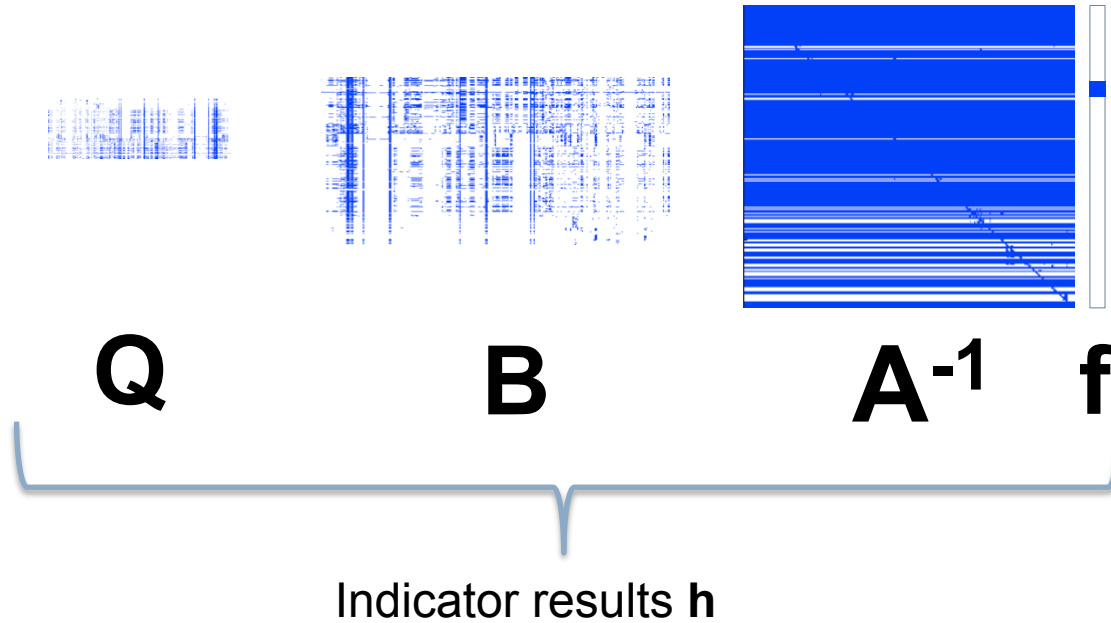 Q B A⁻¹ f
Indicator results h